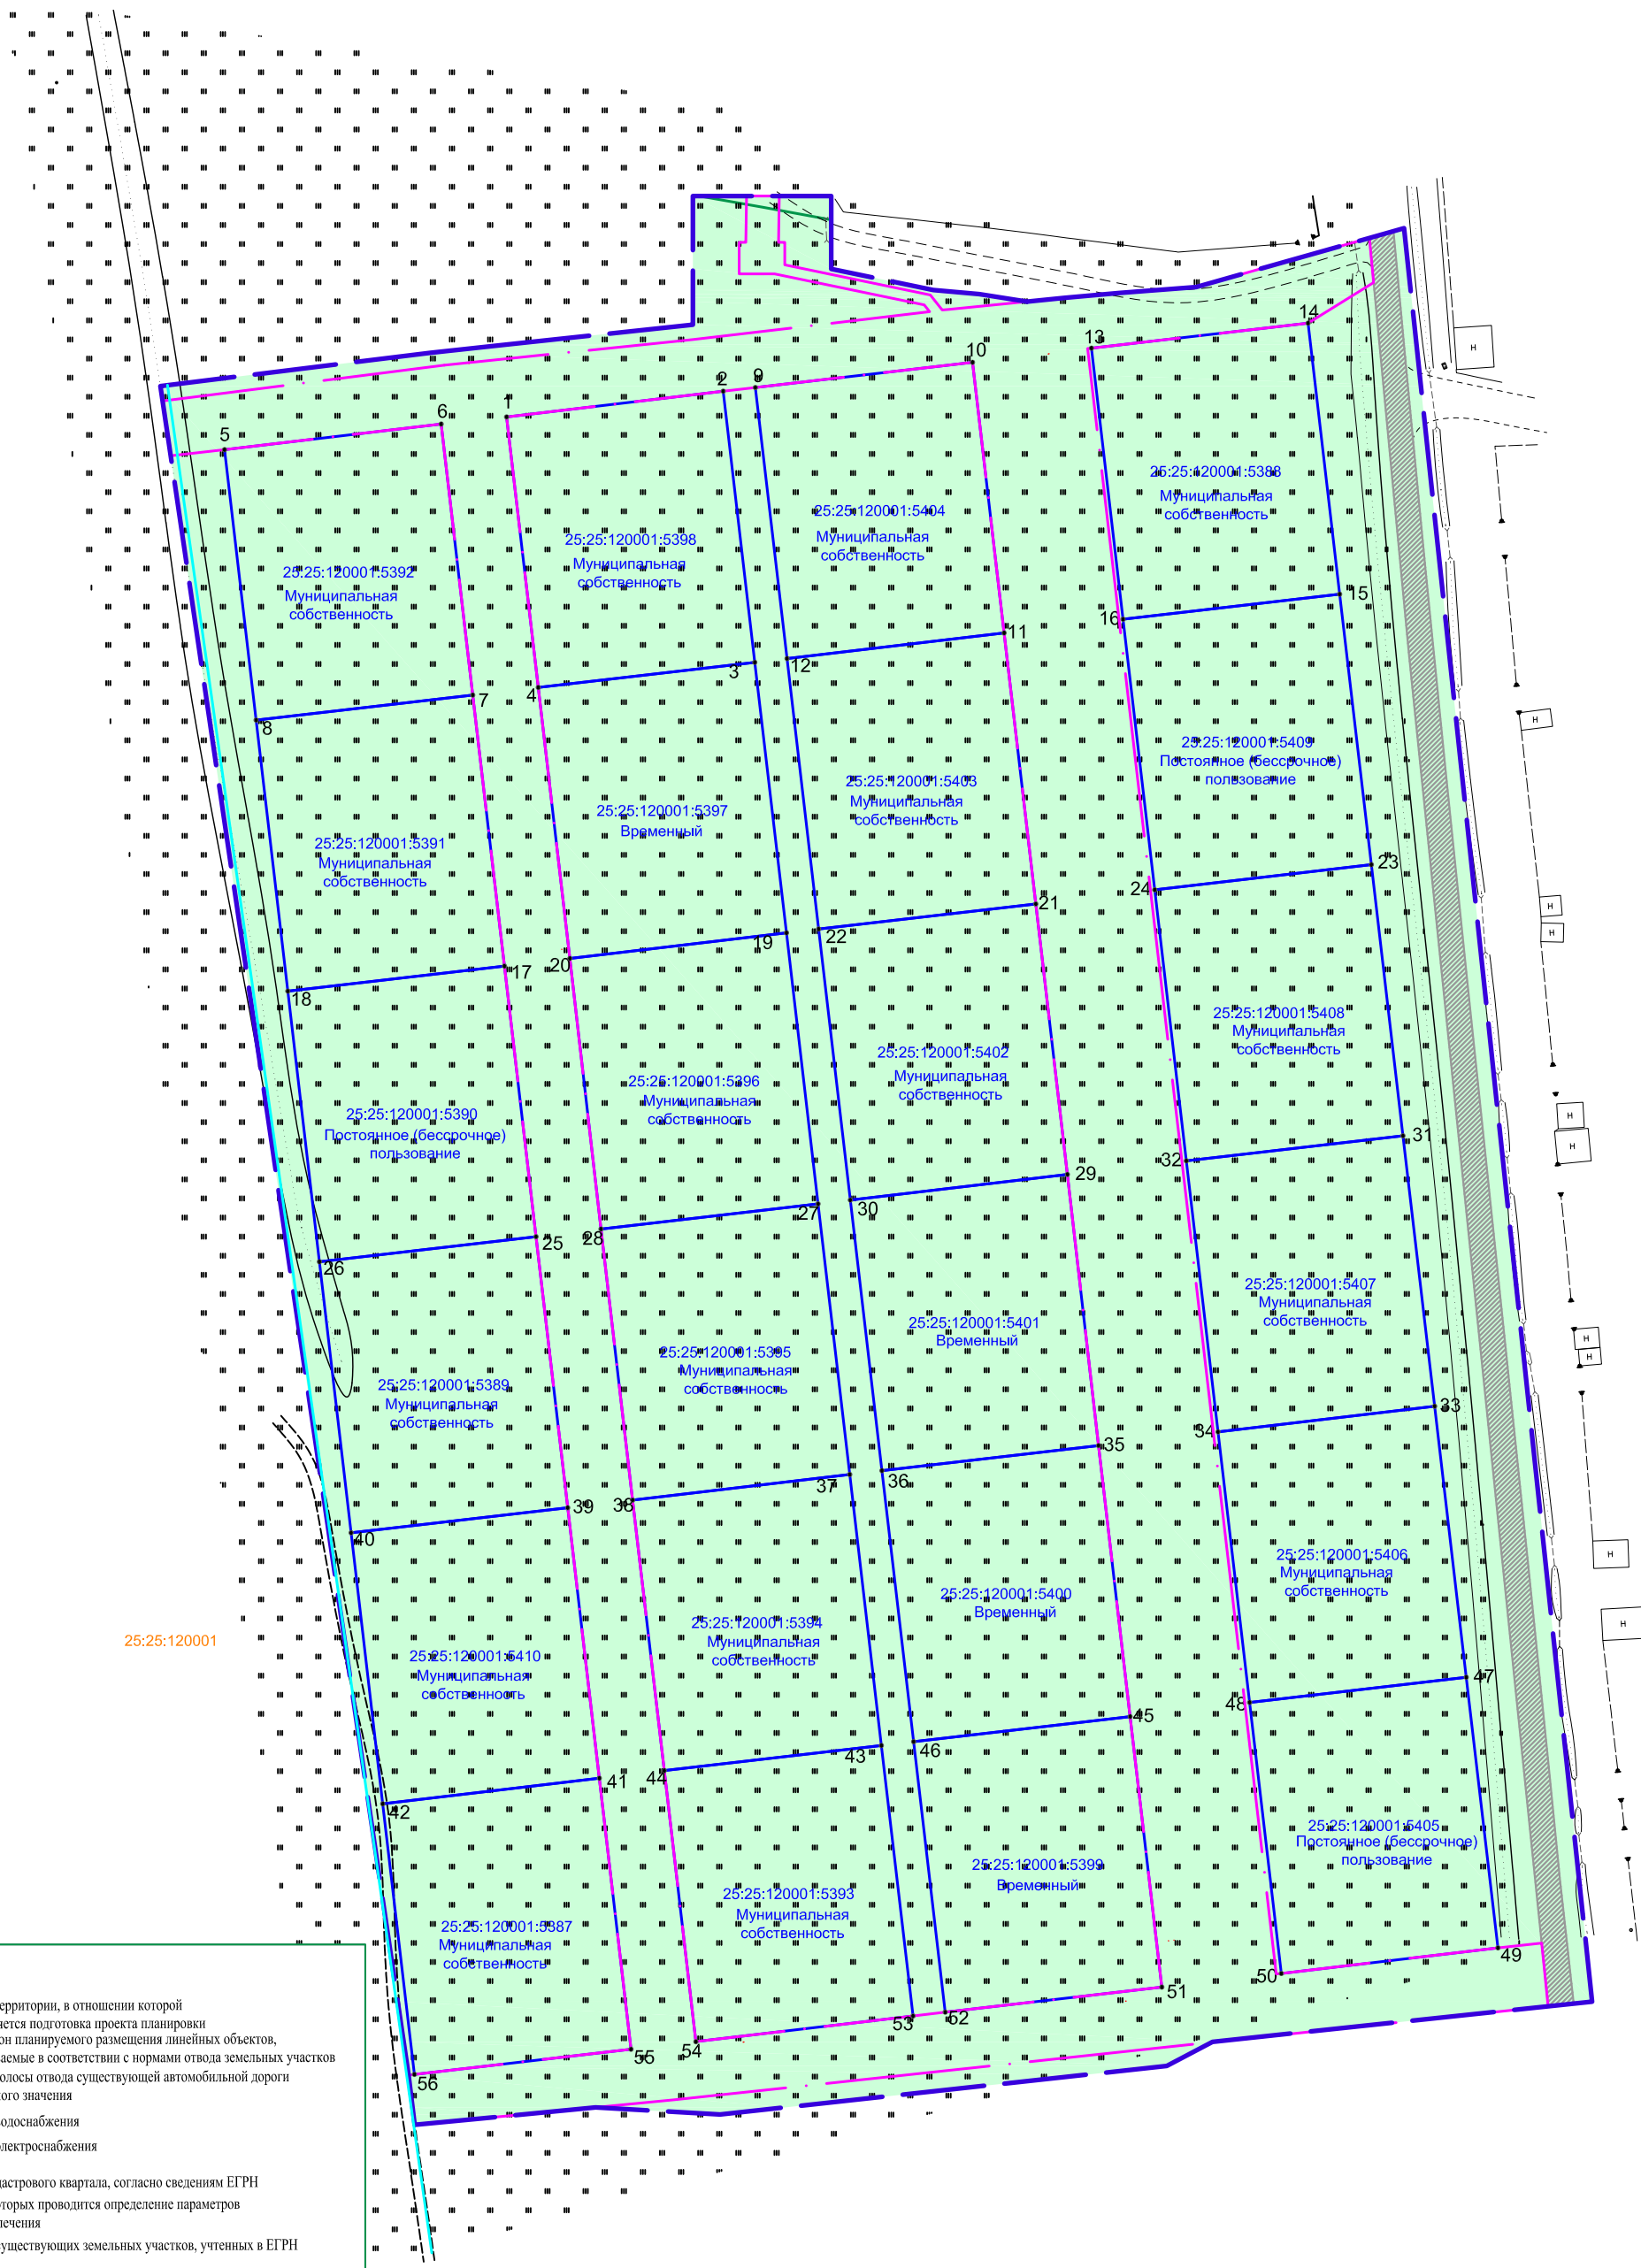 14
13
10
2
9
6
1
5
25:25:120001:5388
Муниципальная
собственность
25:25:120001:5404
Муниципальная
собственность
25:25:120001:5398
Муниципальная
собственность
25:25:120001:5392
Муниципальная
собственность
15
16
11
12
3
4
7
8
25:25:120001:5409
Постоянное (бессрочное)
пользование
25:25:120001:5403
Муниципальная
собственность
25:25:120001:5397
Временный
25:25:120001:5391
Муниципальная
собственность
23
24
21
22
19
20
17
18
25:25:120001:5408
Муниципальная
собственность
25:25:120001:5402
Муниципальная
собственность
25:25:120001:5396
Муниципальная
собственность
25:25:120001:5390
Постоянное (бессрочное)
пользование
31
32
29
30
27
28
25
26
25:25:120001:5407
Муниципальная
собственность
25:25:120001:5401
Временный
25:25:120001:5395
Муниципальная
собственность
25:25:120001:5389
Муниципальная
собственность
33
34
35
36
37
38
39
40
25:25:120001:5406
Муниципальная
собственность
25:25:120001:5400
Временный
25:25:120001:5394
Муниципальная
собственность
25:25:120001:5410
Муниципальная
собственность
25:25:120001
47
48
45
46
43
44
41
42
25:25:120001:5405
Постоянное (бессрочное)
пользование
25:25:120001:5399
Временный
25:25:120001:5393
Муниципальная
собственность
25:25:120001:5387
Муниципальная
собственность
49
50
51
52
53
54
55
56
Н
Н
Н
Н
Н
Н
Н
Н
Н
Н
ерритории, в отношении которой
яется подготовка проекта планировки
он планируемого размещения линейных объектов,
ваемые в соответствии с нормами отвода земельных участков
полосы отвода существующей автомобильной дороги
ного значения
водоснабжения
электроснабжения
дастрового квартала, согласно сведениям ЕГРН
оторых проводится определение параметров
печения
существующих земельных участков, учтенных в ЕГРН